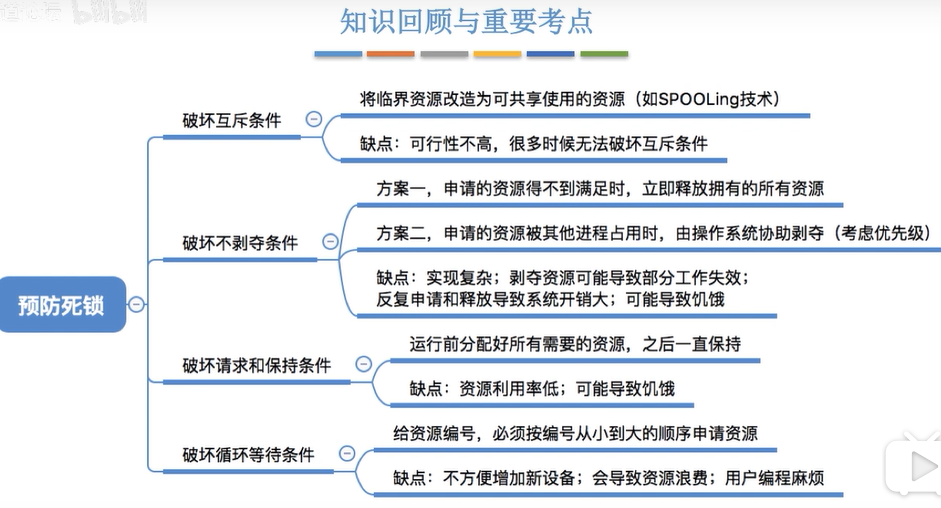 知识回顾与重要考点
将临界资源改造为可共享使用的资源（如SPOOLing技术）
破坏互斥条件
缺点：可行性不高，很多时候无法破坏互斥条件
方案一，申请的资源得不到满足时，立即释放拥有的所有资源
方案二，申请的资源被其他进程占用时，由操作系统协助剥夺（考虑优先级）
破坏不剥夺条件
缺点：实现复杂；剥夺资源可能导致部分工作失效；
反复申请和释放导致系统开销大；可能导致饥饿
预防死锁
运行前分配好所有需要的资源，之后一直保持
破坏请求和保持条件
缺点：资源利用率低；可能导致饥饿
给资源编号，必须按编号从小到大的顺序申请资源
破坏循环等待条件
缺点：不方便增加新设备；会导致资源浪费；用户编程麻烦